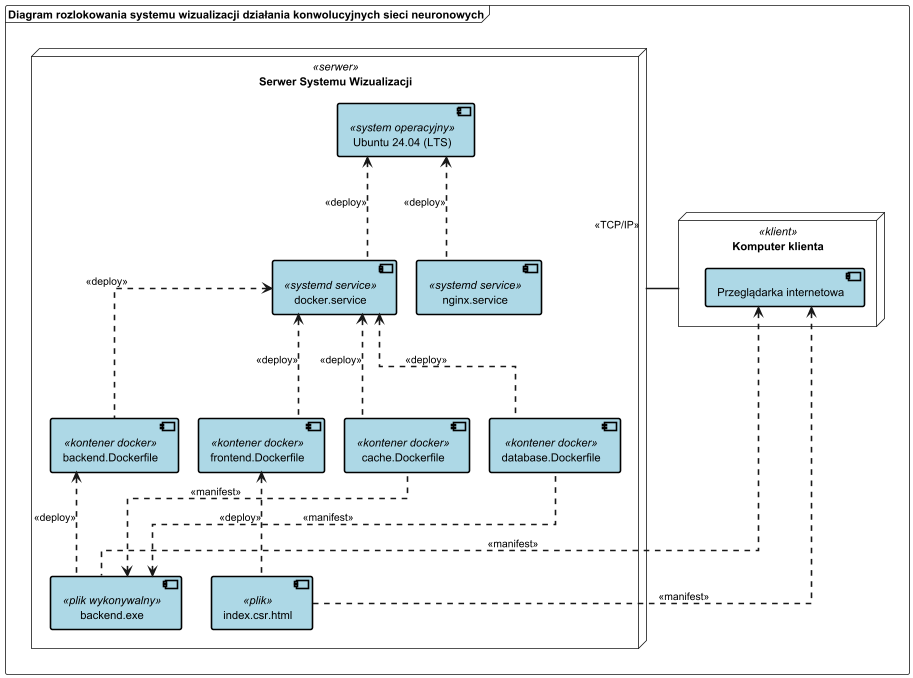 Diagram rozlokowania systemu wizualizacji działania konwolucyjnych sieci neuronowych
«serwer»
Serwer Systemu Wizualizacji
«system operacyjny»
Ubuntu 24.04 (LTS)
«deploy»
«deploy»
«TCP/IP»
«klient»
Komputer klienta
Przeglądarka internetowa
«deploy»
«systemd service»
docker.service
«systemd service»
nginx.service
«deploy»
«deploy»
«deploy»
«kontener docker»
backend.Dockerfile
«kontener docker»
frontend.Dockerfile
«kontener docker»
cache.Dockerfile
«kontener docker»
database.Dockerfile
«manifest»
«deploy»
«deploy»
«manifest»
«manifest»
«plik wykonywalny»
backend.exe
«plik»
index.csr.html
«manifest»